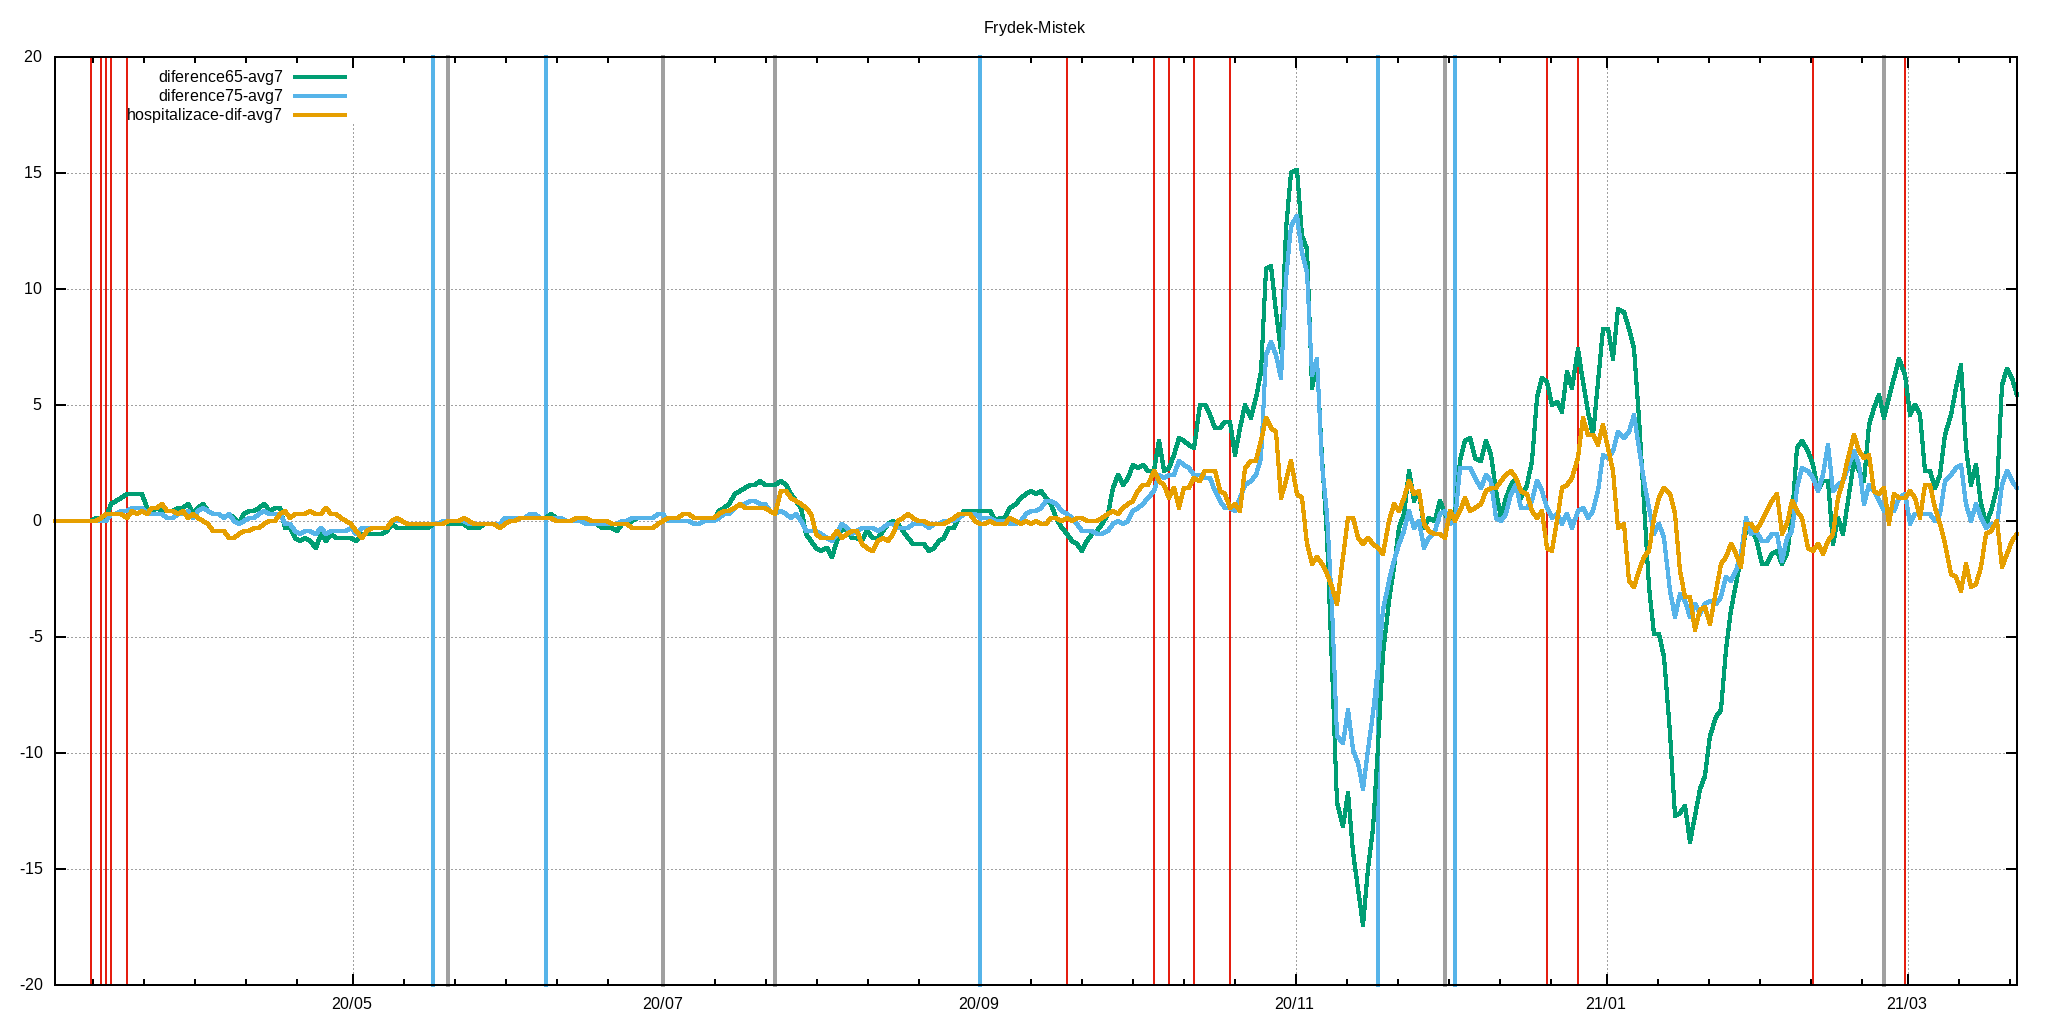 Frydek-Mistek
diference65-avg7
diference75-avg7
hospitalizace-dif-avg7
20
15
10
5
0
-5
-10
-15
-20
20/05 20/07 20/09 20/11 21/01 21/03